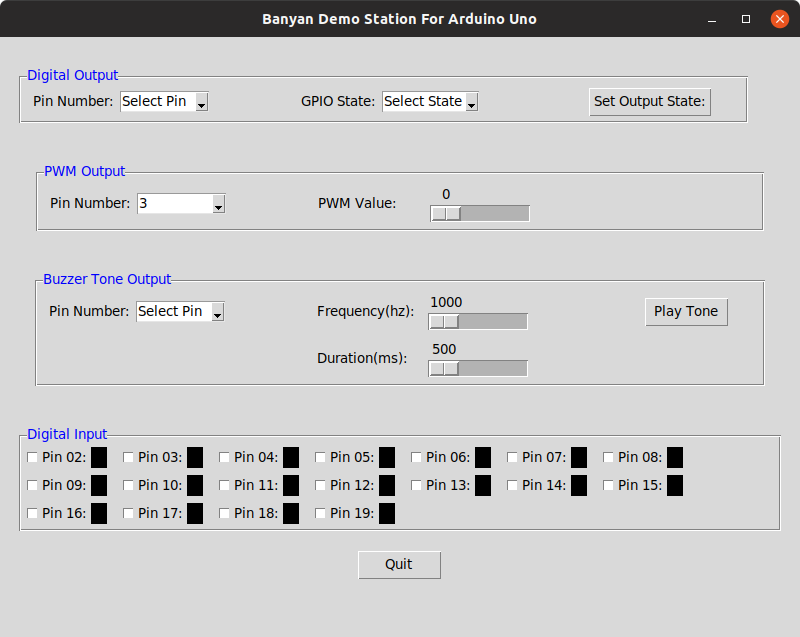 Banyan Demo Station For Arduino Uno
Digital Output
Pin Number: Select Pin GPIO State: Select State Set Output State:
PWM Output
0
Pin Number: 3 PWM Value:
Buzzer Tone Output
1000
Pin Number: Select Pin Frequency(hz): Play Tone
500
Duration(ms):
Digital Input
Pin 02: Pin 03: Pin 04: Pin 05: Pin 06: Pin 07: Pin 08:
Pin 09: Pin 10: Pin 11: Pin 12: Pin 13: Pin 14: Pin 15:
Pin 16: Pin 17: Pin 18: Pin 19:
Quit